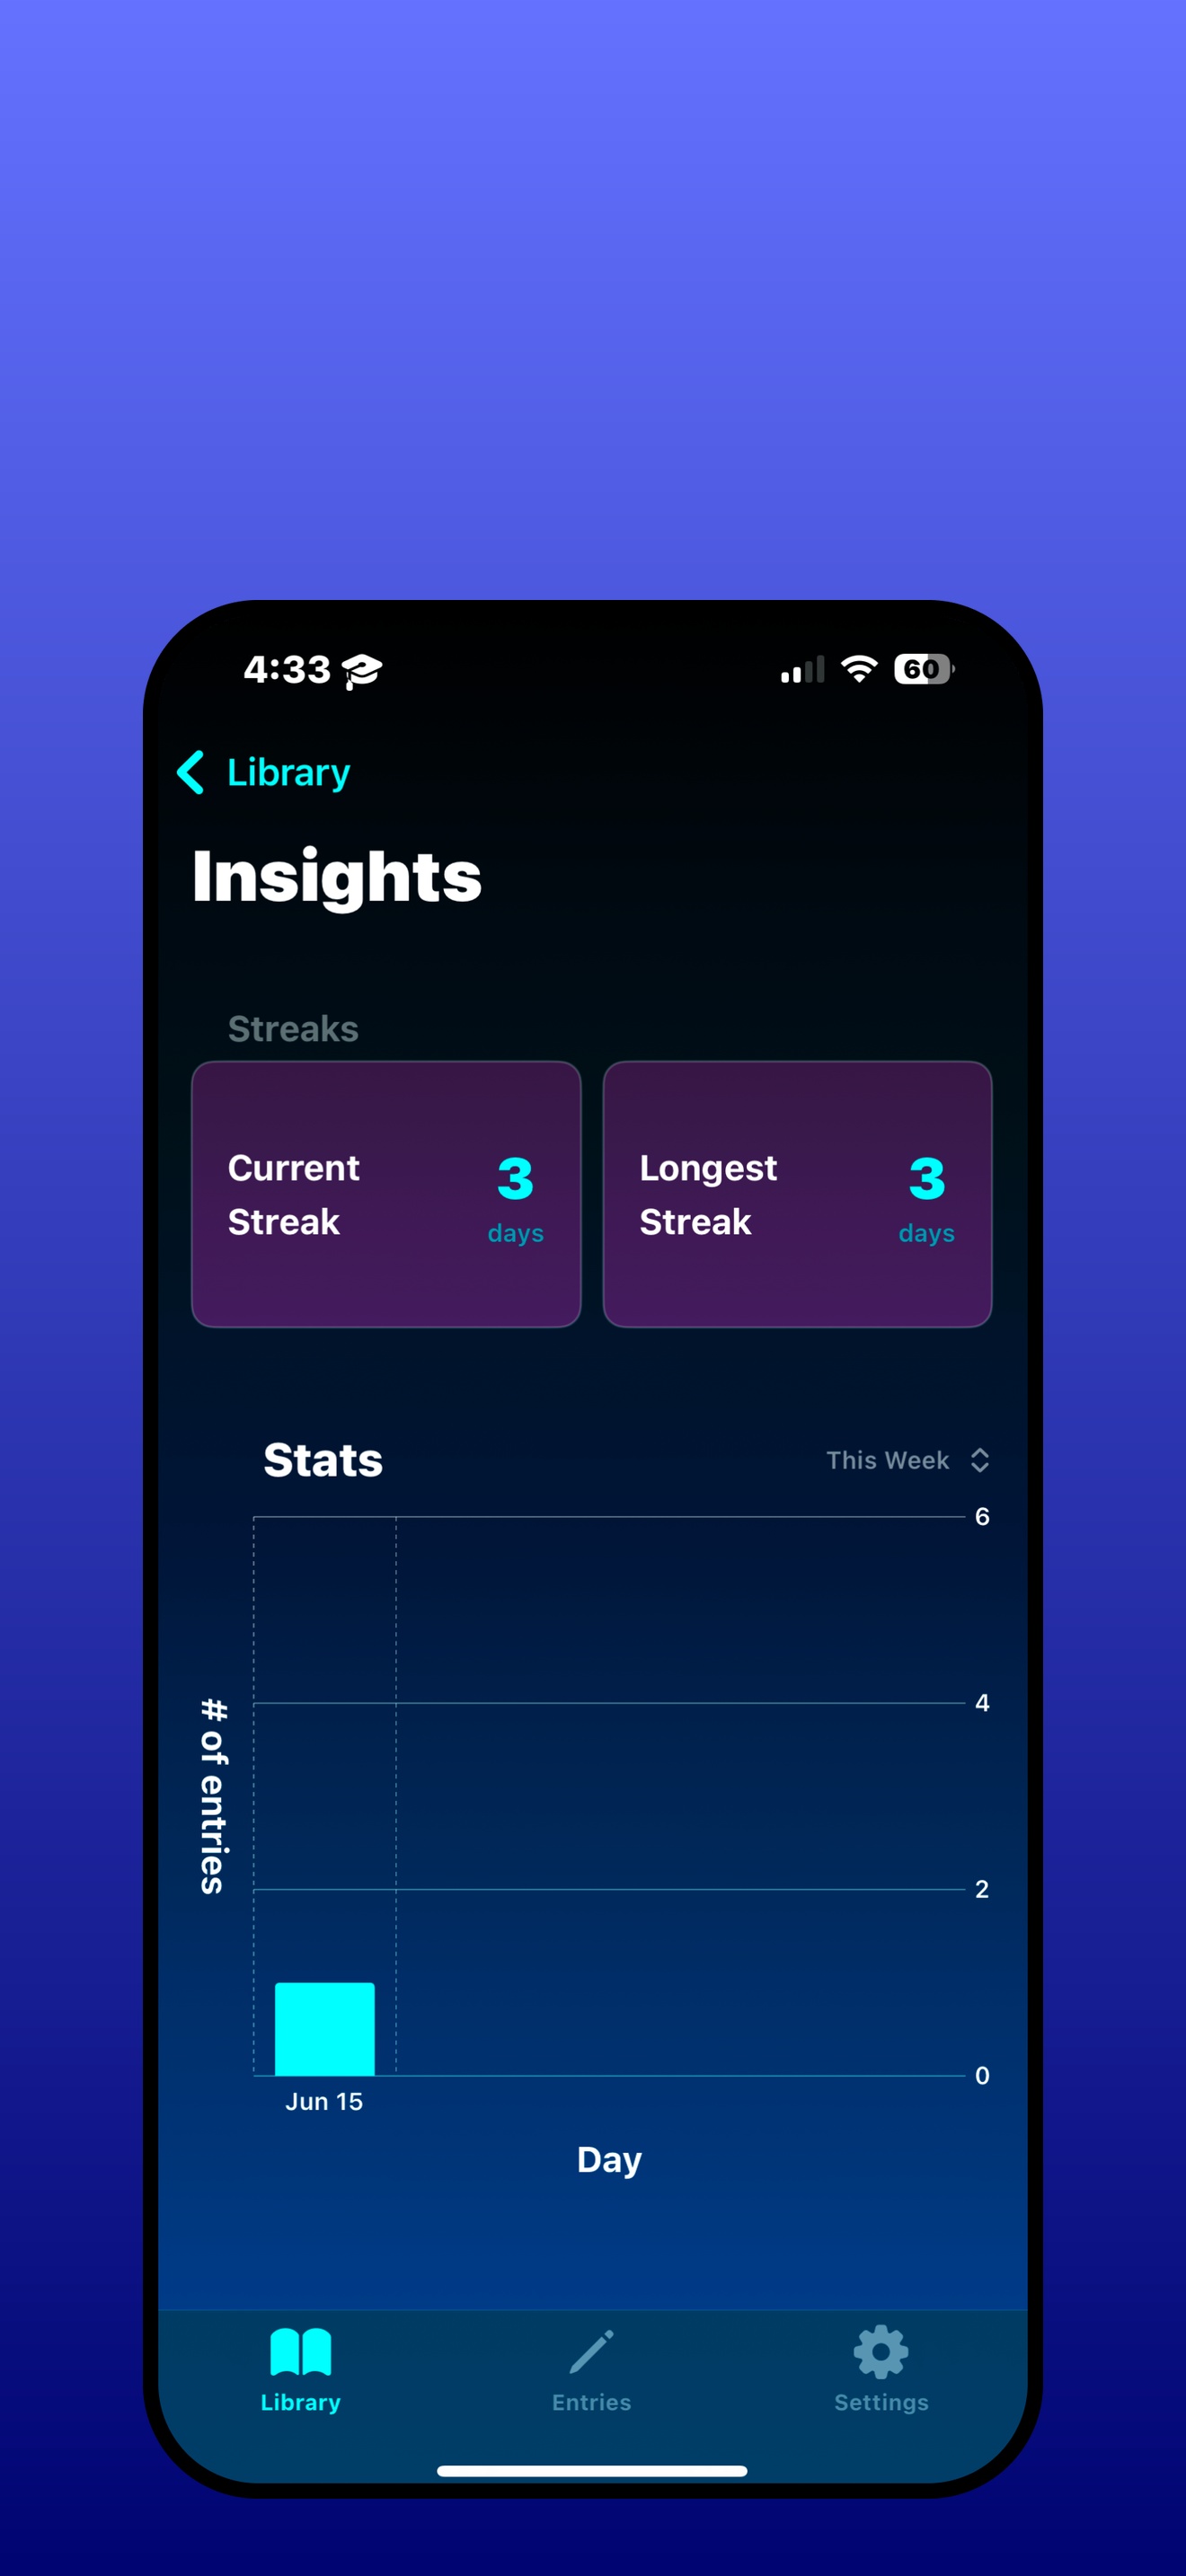 4:33
60
Library
Insights
Streaks
Current
Streak
3
days
Longest
Streak
3
days
Stats
This Week
6
4
2
0
# of entries
Jun 15
Day
Library
Entries
Settings